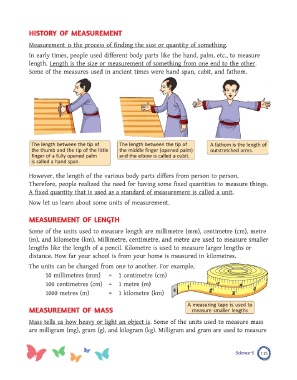 HISTORY OF MEASUREMENT
Measurement is the process of finding the size or quantity of something.
In early times, people used different body parts like the hand, palm, etc., to measure
length. Length is the size or measurement of something from one end to the other.
Some of the measures used in ancient times were hand span, cubit, and fathom.
The length between the tip of
the thumb and the tip of the little
finger of a fully opened palm
is called a hand span.
The length between the tip of
the middle finger (opened palm)
and the elbow is called a cubit.
A fathom is the length of
outstretched arms.
However, the length of the various body parts differs from person to person.
Therefore, people realized the need for having some fixed quantities to measure things.
A fixed quantity that is used as a standard of measurement is called a unit.
Now let us learn about some units of measurement.
MEASUREMENT OF LENGTH
Some of the units used to measure length are millimetre (mm), centimetre (cm), metre
(m), and kilometre (km). Millimetre, centimetre, and metre are used to measure smaller
lengths like the length of a pencil. Kilometre is used to measure larger lengths or
distance. How far your school is from your home is measured in kilometres.
The units can be changed from one to another. For example,
10 millimetres (mm) = 1 centimetre (cm)
100 centimetres (cm) = 1 metre (m)
1000 metres (m) = 1 kilometre (km)
A measuring tape is used to
measure smaller lengths
MEASUREMENT OF MASS
Mass tells us how heavy or light an object is. Some of the units used to measure mass
are milligram (mg), gram (g), and kilogram (kg). Milligram and gram are used to measure
Science-5